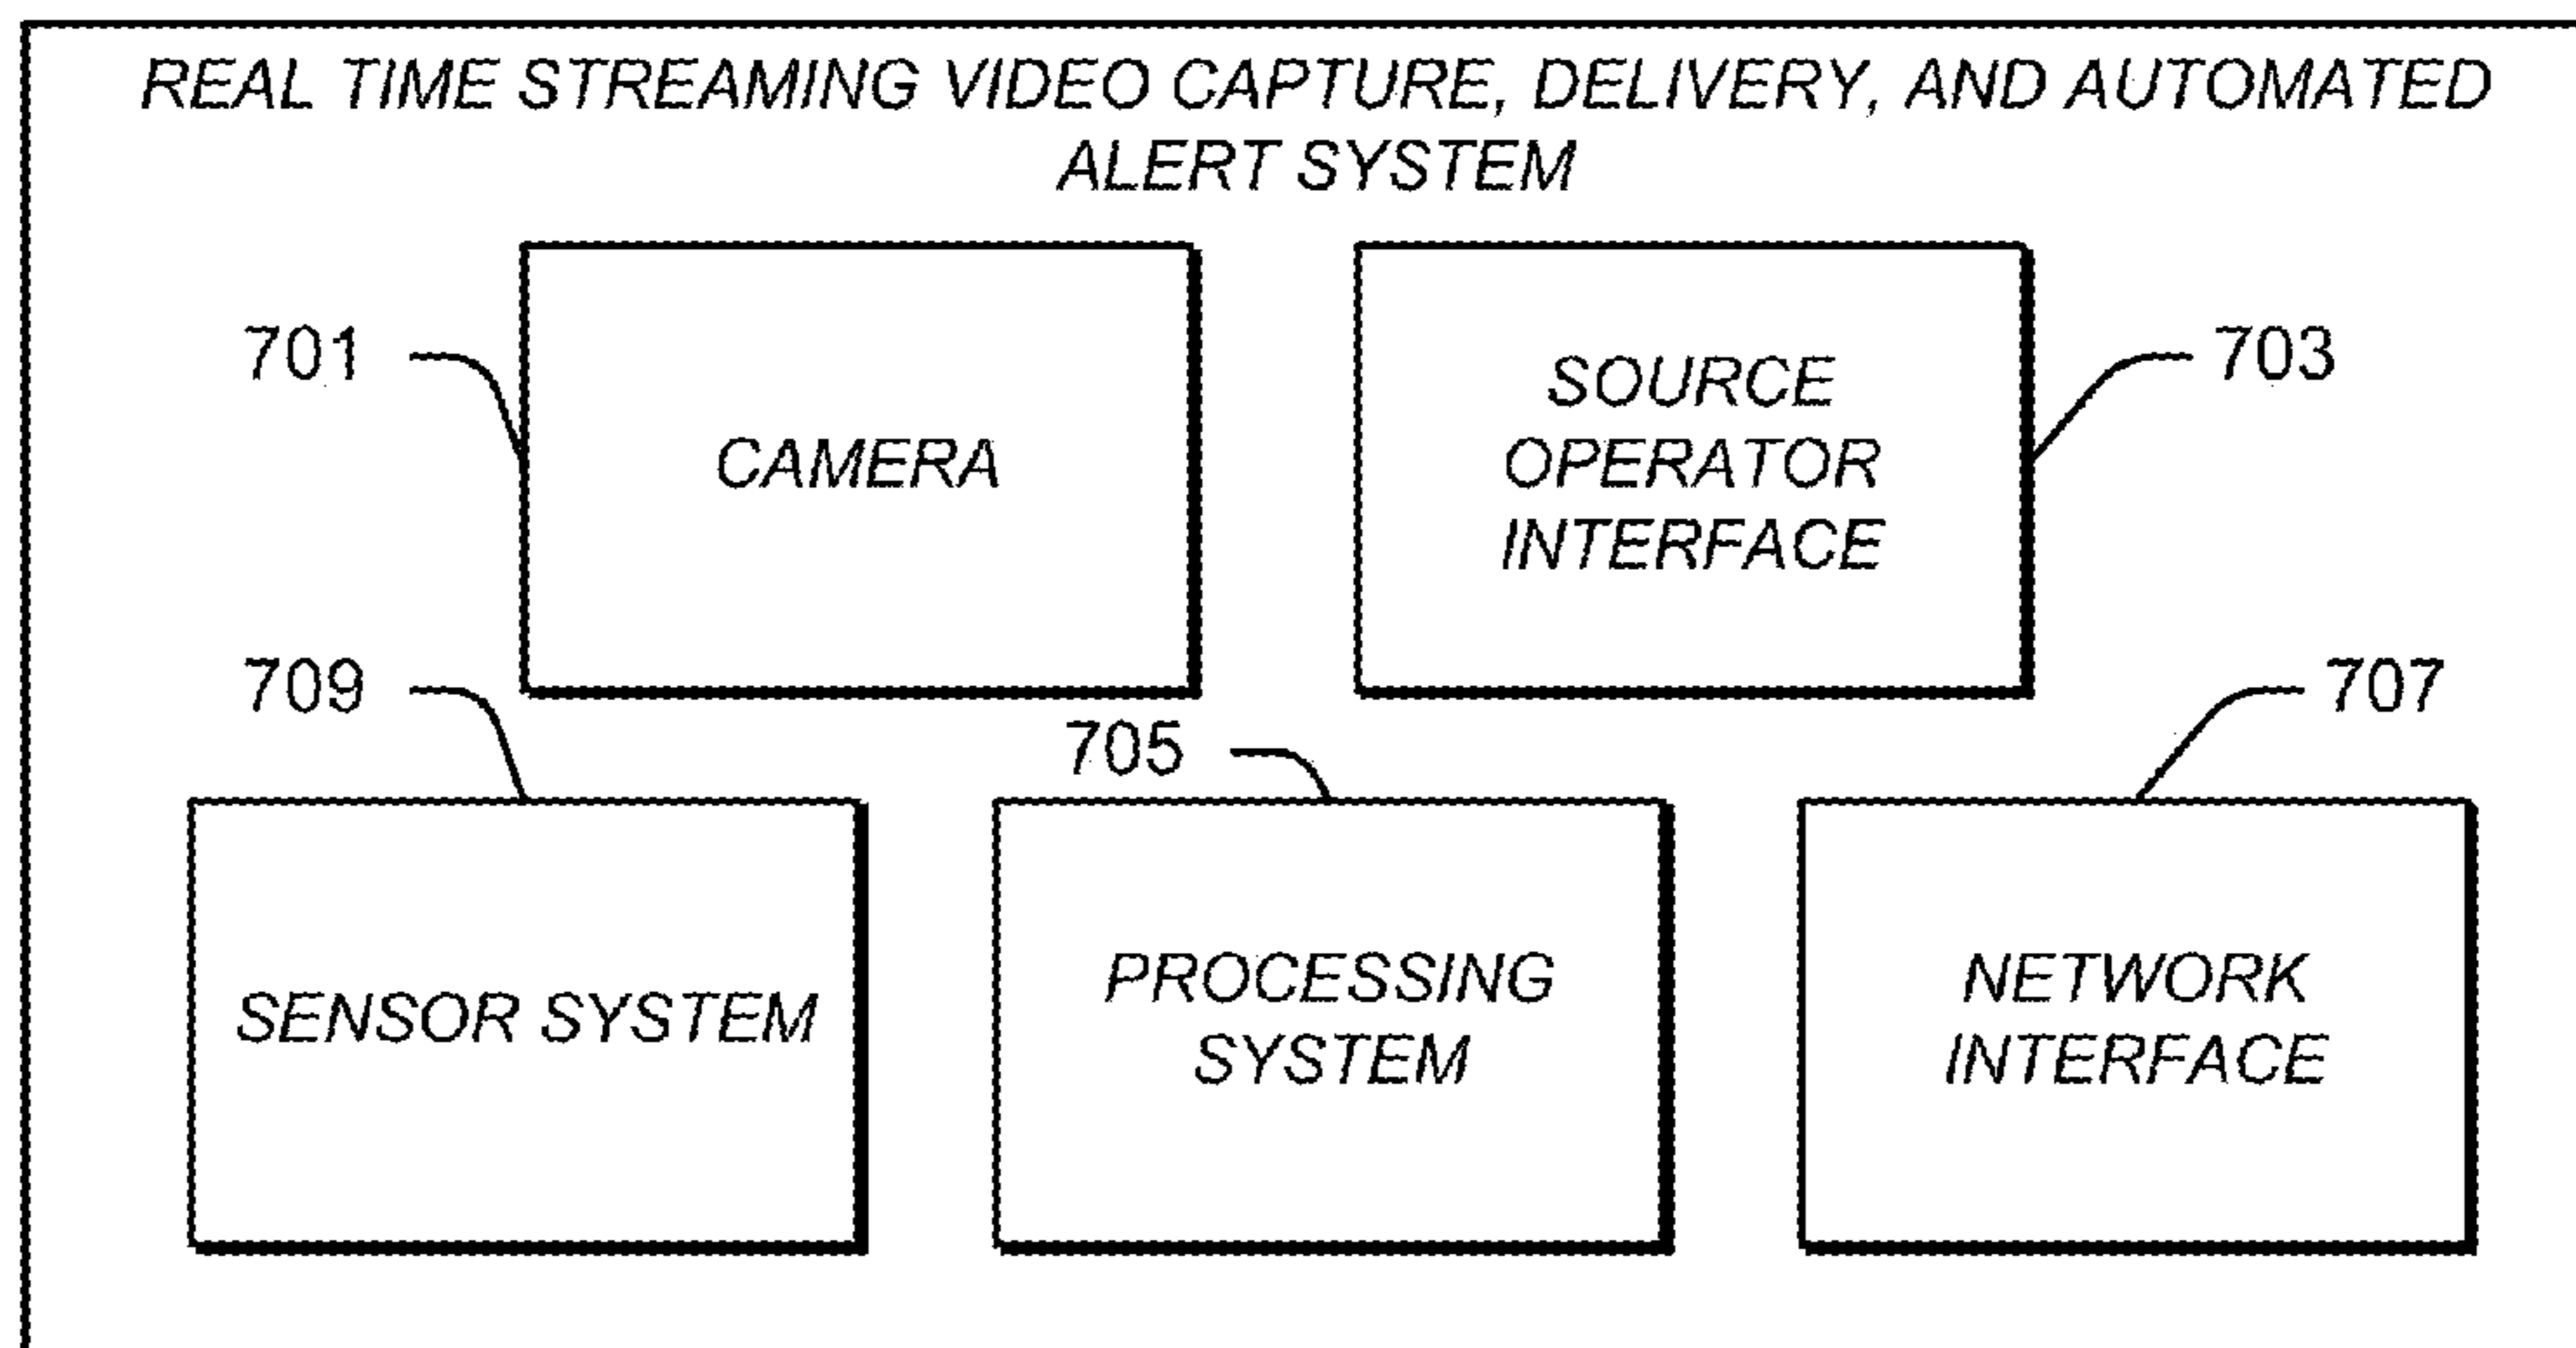 REAL TIME STREAMING VIDEO CAPTURE, DELIVERY, AND AUTOMATED
ALERT SYSTEM
701
CAMERA
SOURCE
OPERATOR
INTERFACE
703
709
SENSOR SYSTEM
705
PROCESSING
SYSTEM
707
NETWORK
INTERFACE